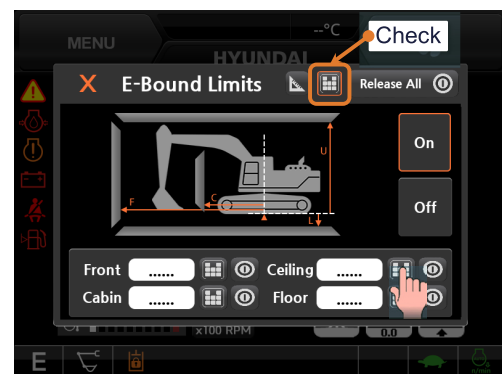 --°C
Check
MENU
HYUNDAI
X E-Bound Limits Release All
U
On
F C
L
Off
Front ...... Ceiling ......
Cabin ...... Floor ......
x100 RPM 0.0
E C